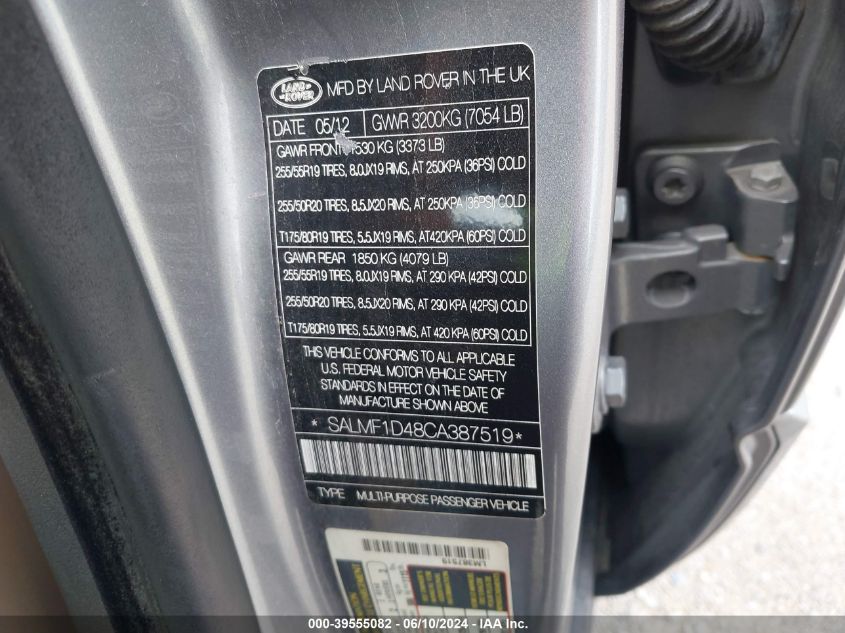 LAND ROVER
MFD BY LAND ROVER IN THE UK
DATE 05/12 GVWR 3200KG (7054 LB)
GAWR FRONT 1530 KG (3373 LB)
255/55R19 TIRES, 8.0JX19 RIMS, AT 250KPA (36PSI) COLD
255/50R20 TIRES, 8.5JX20 RIMS, AT 250KPA (36PSI) COLD
T175/80R19 TIRES, 5.5JX19 RIMS, AT 420KPA (60PSI) COLD
GAWR REAR 1850 KG (4079 LB)
255/55R19 TIRES, 8.0JX19 RIMS, AT 290 KPA (42PSI) COLD
255/50R20 TIRES, 8.5JX20 RIMS, AT 290 KPA (42PSI) COLD
T175/80R19 TIRES, 5.5JX19 RIMS, AT 420 KPA (60PSI) COLD
THIS VEHICLE CONFORMS TO ALL APPLICABLE
U.S. FEDERAL MOTOR VEHICLE SAFETY
STANDARDS IN EFFECT ON THE DATE OF
MANUFACTURE SHOWN ABOVE
* SALMF1D48CA387519 *
TYPE MULTI-PURPOSE PASSENGER VEHICLE
LM387519
000-39555082 - 06/10/2024 - IAAI INC.